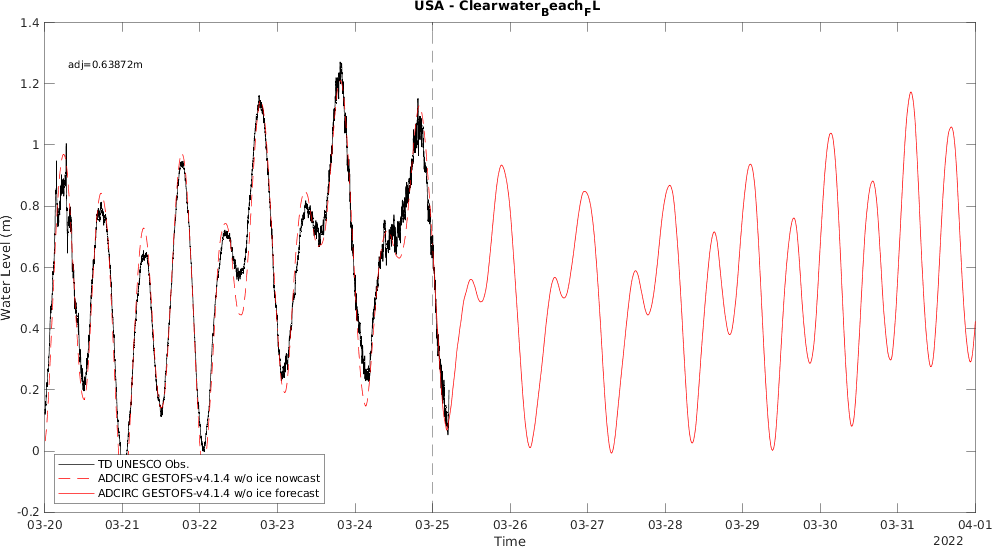 USA - Clearwater_Beach_FL
adj=0.63872m
Water Level (m)
1.4
1.2
1
0.8
0.6
0.4
0.2
0
-0.2
TD UNESCO Obs.
ADCIRC GESTOFS-v4.1.4 w/o ice nowcast
ADCIRC GESTOFS-v4.1.4 w/o ice forecast
03-20 03-21 03-22 03-23 03-24 03-25 03-26 03-27 03-28 03-29 03-30 03-31 04-01
Time
2022